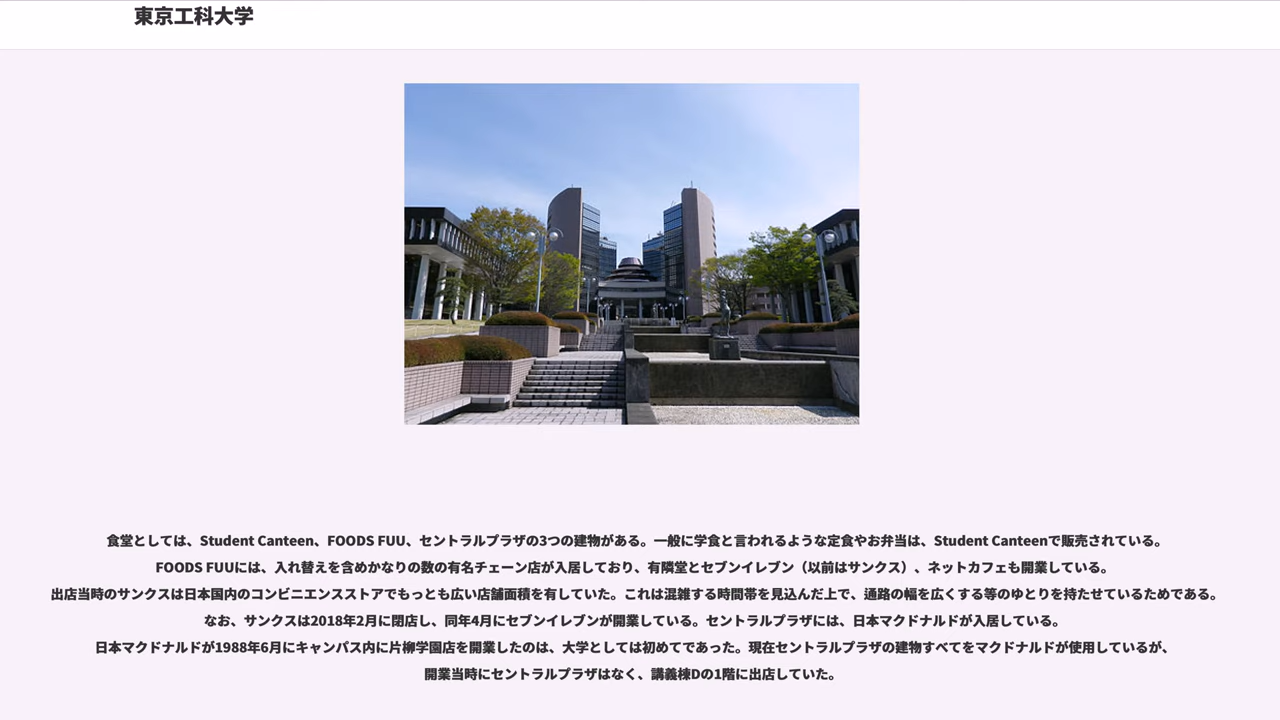 東京工科大学
食堂としては、Student Canteen、FOODS FUU、セントラルプラザの3つの建物がある。一般に学食と言われるような定食やお弁当は、Student Canteenで販売されている。
FOODS FUUには、入れ替えを含めかなりの数の有名チェーン店が入居しており、有隣堂とセブンイレブン（以前はサンクス）、ネットカフェも開業している。
出店当時のサンクスは日本国内のコンビニエンスストアでもっとも広い店舗面積を有していた。これは混雑する時間帯を見込んだ上で、通路の幅を広くする等のゆとりを持たせているためである。
なお、サンクスは2018年2月に閉店し、同年4月にセブンイレブンが開業している。セントラルプラザには、日本マクドナルドが入居している。
日本マクドナルドが1988年6月にキャンパス内に片柳学園店を開業したのは、大学としては初めてであった。現在セントラルプラザの建物すべてをマクドナルドが使用しているが、
開業当時にセントラルプラザはなく、講義棟Dの1階に出店していた。